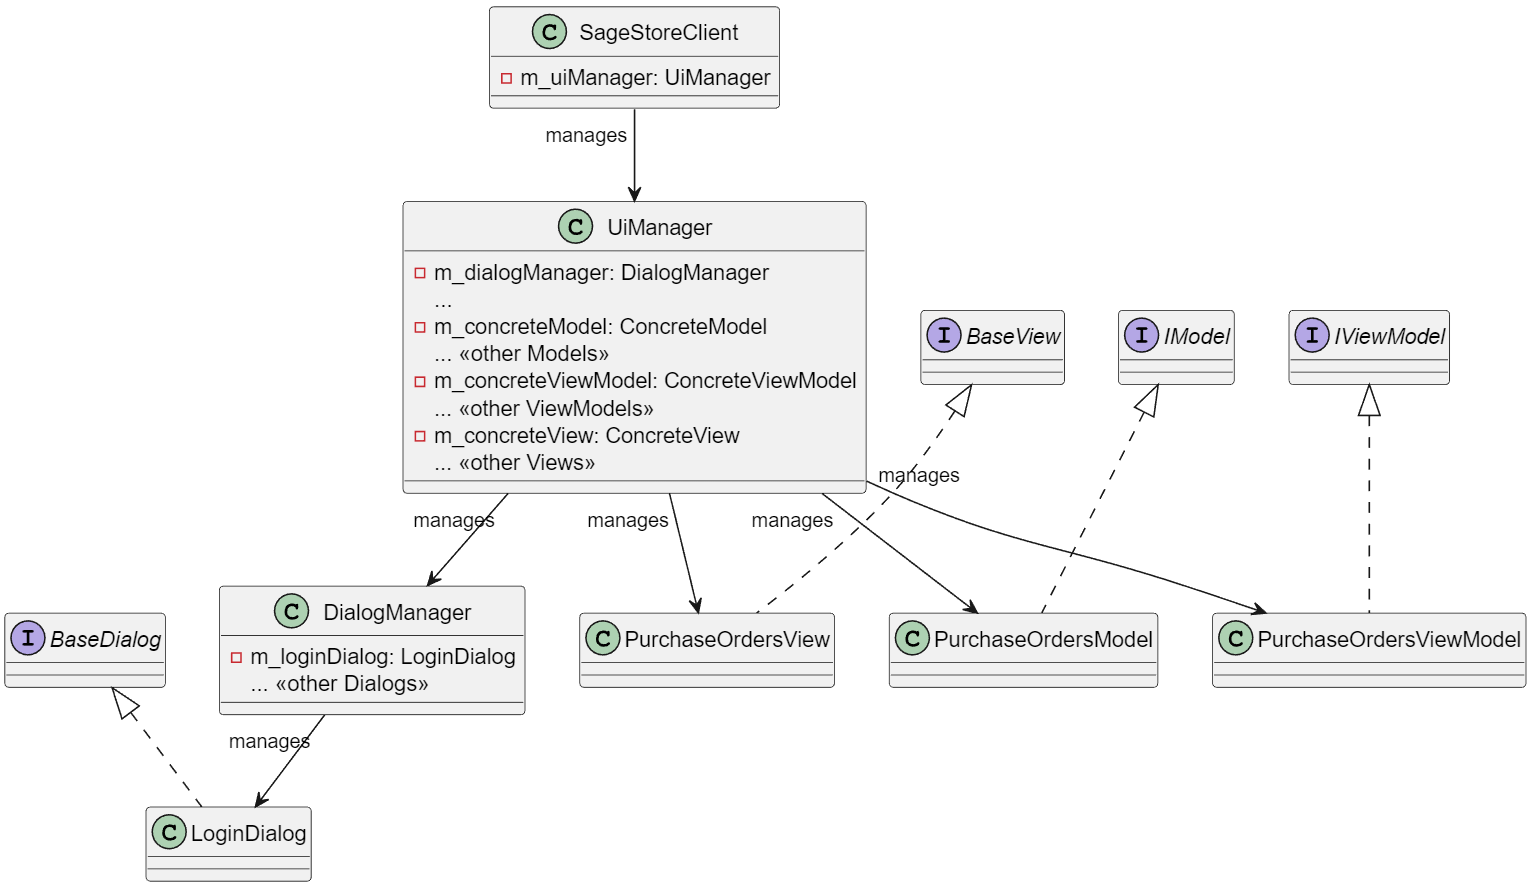 C SageStoreClient
m_uiManager: UiManager
manages
C UiManager
m_dialogManager: DialogManager
...
m_concreteModel: ConcreteModel
... «other Models»
m_concreteViewModel: ConcreteViewModel
... «other ViewModels»
m_concreteView: ConcreteView
... «other Views»
I BaseView
I IModel
I IViewModel
manages
manages
manages
manages
I BaseDialog
C DialogManager
m_loginDialog: LoginDialog
... «other Dialogs»
C PurchaseOrdersView
C PurchaseOrdersModel
C PurchaseOrdersViewModel
manages
C LoginDialog